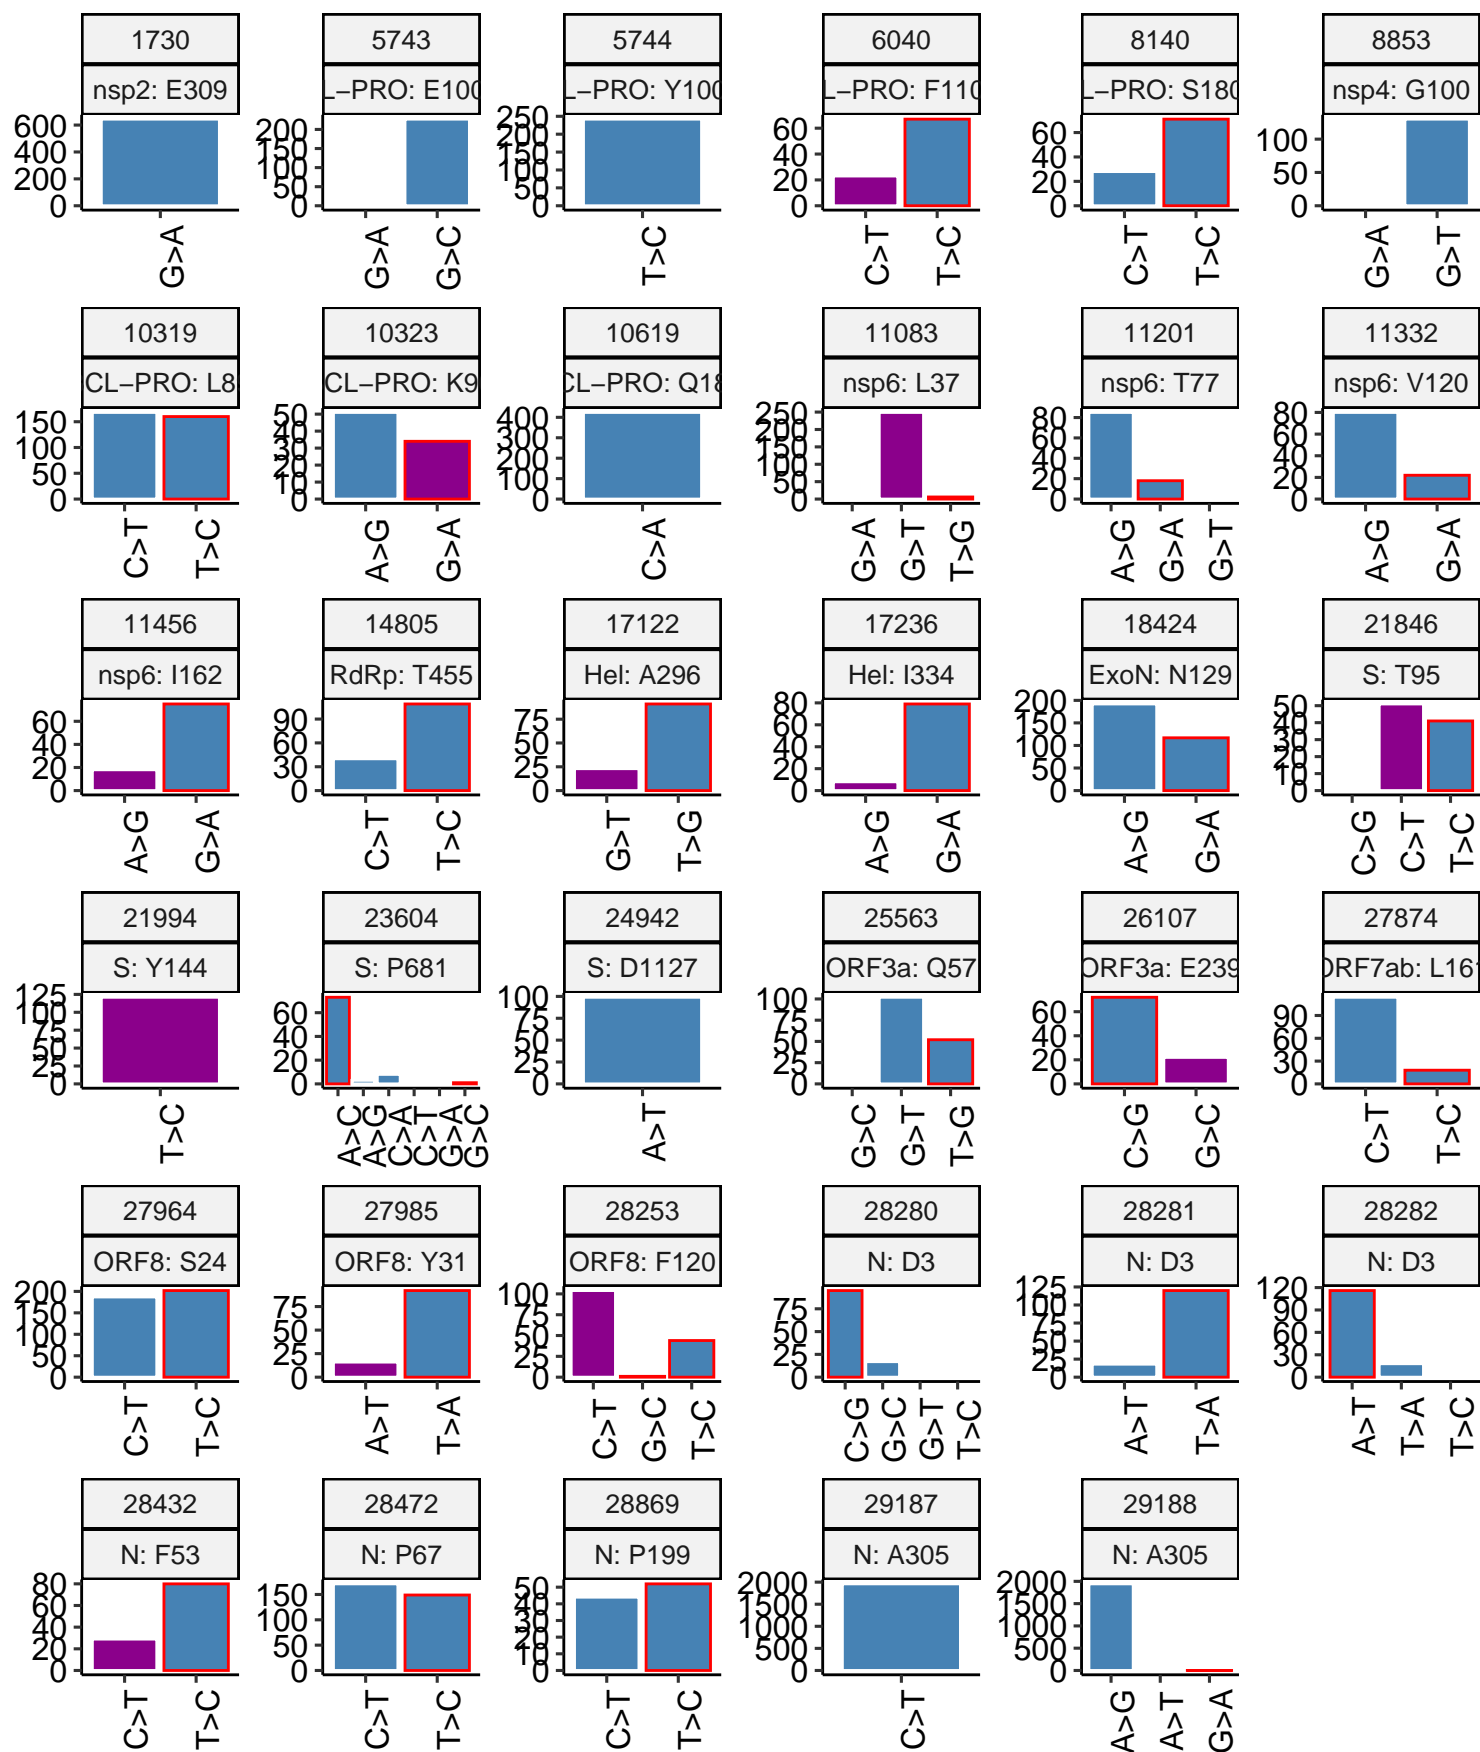 1730 5743 5744 6040 8140 8853
nsp2: E309 L−PRO: E100 L−PRO: Y100 L−PRO: F110 L−PRO: S180 nsp4: G100
600 400 200 0 200 150 100 50 0 250 200 150 100 50 0 60 40 20 0 60 40 20 0 100 50 0
G>A G>A G>C T>C C>T T>C C>T T>C G>A G>T
10319 10323 10619 11083 11201 11332
CL−PRO: L8 CL−PRO: K9 CL−PRO: Q18 nsp6: L37 nsp6: T77 nsp6: V120
150 100 50 0 50 40 30 20 10 0 400 300 200 100 0 250 200 150 100 50 0 80 60 40 20 0 80 60 40 20 0
C>T T>C A>G G>A C>A G>A G>T T>G A>G G>A G>T A>G G>A
11456 14805 17122 17236 18424 21846
nsp6: I162 RdRp: T455 Hel: A296 Hel: I334 ExoN: N129 S: T95
60 40 20 0 90 60 30 0 75 50 25 0 80 60 40 20 0 200 150 100 50 0 50 40 30 20 10 0
A>G G>A C>T T>C G>T T>G A>G G>A A>G G>A C>G C>T T>C
21994 23604 24942 25563 26107 27874
S: Y144 S: P681 S: D1127 ORF3a: Q57 ORF3a: E239 ORF7ab: L16
125 100 75 50 25 0 60 40 20 0 100 75 50 25 0 100 75 50 25 0 60 40 20 0 90 60 30 0
T>C A>C A>G C>A C>T G>A G>C A>T G>C G>T T>G C>G G>C C>T T>C
27964 27985 28253 28280 28281 28282
ORF8: S24 ORF8: Y31 ORF8: F120 N: D3 N: D3 N: D3
200 150 100 50 0 75 50 25 0 100 75 50 25 0 75 50 25 0 125 100 75 50 25 0 120 90 60 30 0
C>T T>C A>T T>A C>T G>C T>C C>G G>C G>T T>C A>T T>A A>T T>A T>C
28432 28472 28869 29187 29188
N: F53 N: P67 N: P199 N: A305 N: A305
80 60 40 20 0 150 100 50 0 50 40 30 20 10 0 2000 1500 1000 500 0 2000 1500 1000 500 0
C>T T>C C>T T>C C>T T>C C>T A>G A>T G>A